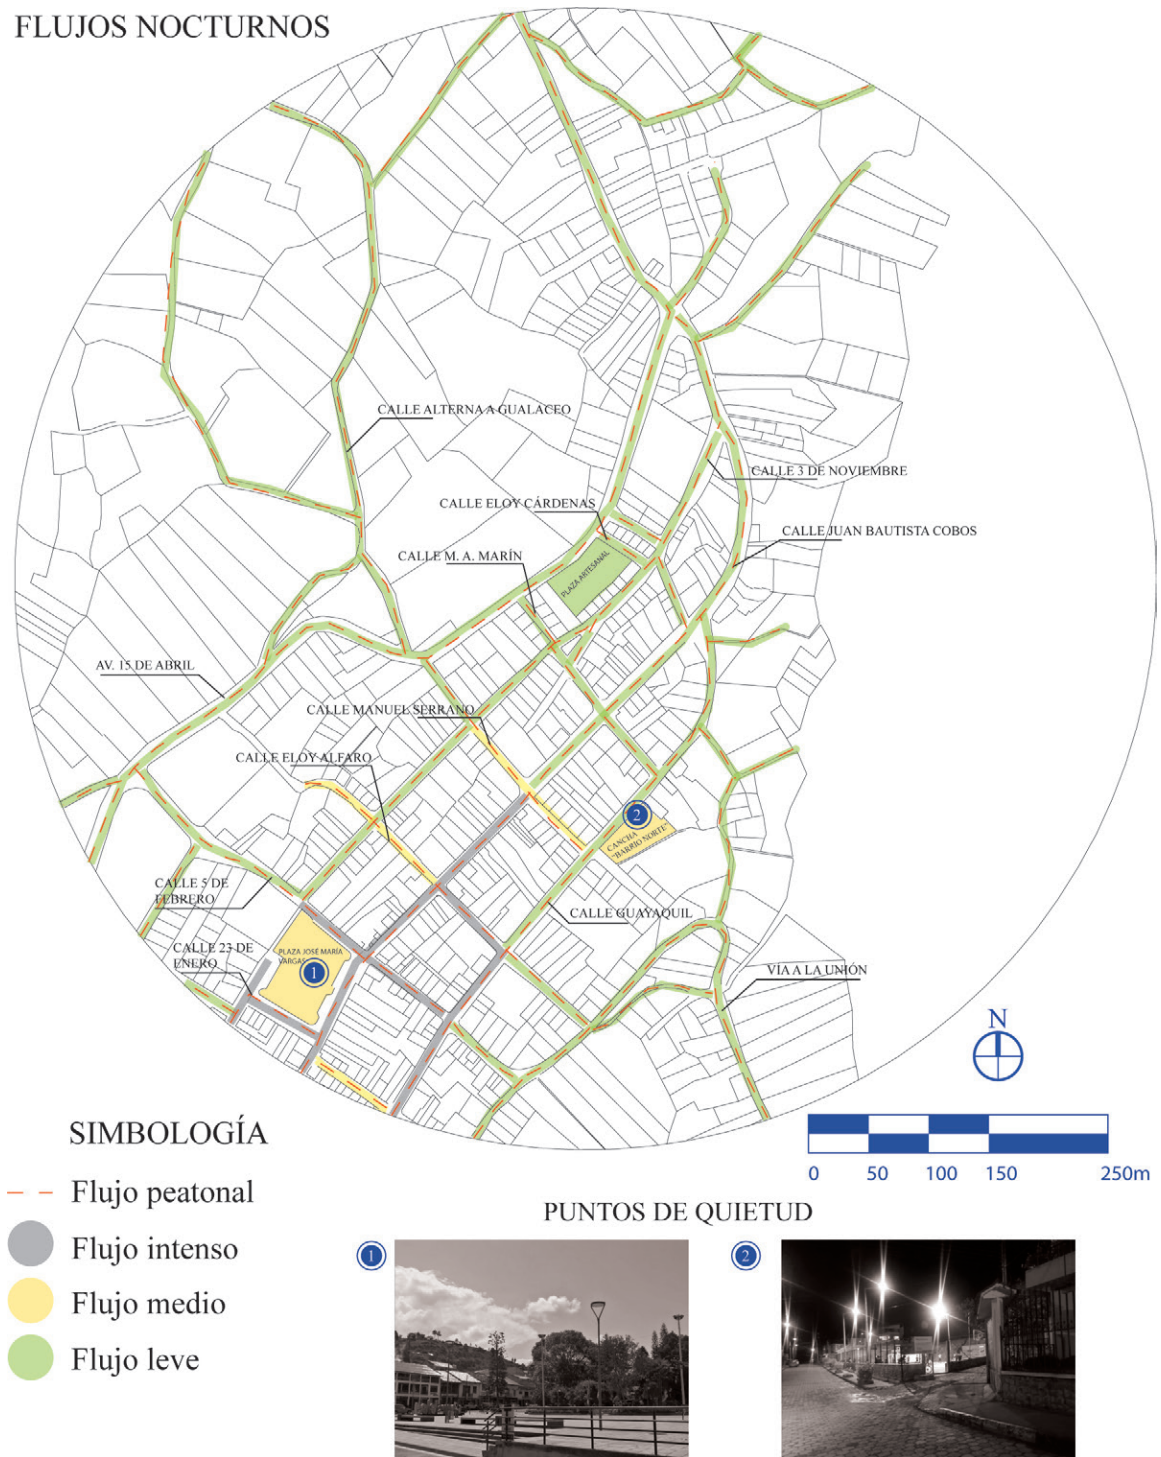 FLUJOS NOCTURNOS
CALLE ALTERNA A GUALACEO
CALLE 3 DE NOVIEMBRE
CALLE ELOY CÁRDENAS
CALLE JUAN BAUTISTA COBOS
CALLE M. A. MARÍN
PLAZA ARTESANAL
AV. 15 DE ABRIL
CALLE MANUEL SERRANO
CALLE ELOY ALFARO
2
CANCHA
"BARRIO NORTE"
CALLE 5 DE
FEBRERO
CALLE GUAYAQUIL
CALLE 23 DE
ENERO
PLAZA JOSÉ MARÍA
VARGAS
1
VÍA A LA UNIÓN
N
0 50 100 150 250m
SIMBOLOGÍA
Flujo peatonal
Flujo intenso
Flujo medio
Flujo leve
PUNTOS DE QUIETUD
1
2